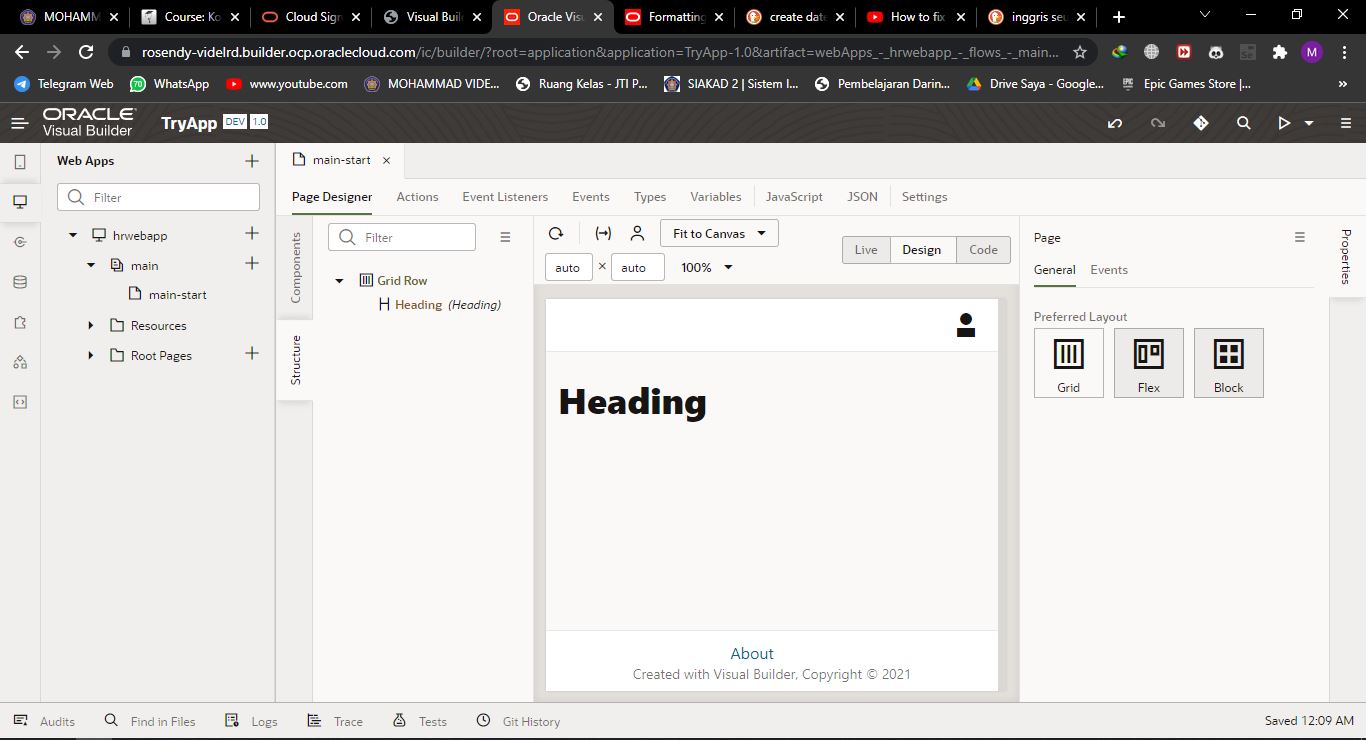 MOHAMM
Course: Ko
Cloud Sign
Visual Buil
Oracle Visu
Formatting
create date
How to fix
inggris seu
rosendy-videlrd.builder.ocp.oraclecloud.com/ic/builder/?root=application&application=TryApp-1.0&artifact=webApps_-_hrwebapp_-_flows_-_main...
M
Telegram Web
70
WhatsApp
www.youtube.com
MOHAMMAD VIDE...
Ruang Kelas - JTI P...
SIAKAD 2 | Sistem I...
Pembelajaran Darin...
Drive Saya - Google...
Epic Games Store |...
»
ORACLE
Visual Builder
TryApp DEV 1.0
Web Apps
Filter
hrwebapp
main
main-start
Resources
Root Pages
main-start
Page Designer
Actions
Event Listeners
Events
Types
Variables
JavaScript
JSON
Settings
Components
Structure
Filter
Grid Row
Heading (Heading)
Fit to Canvas
auto × auto
100%
Live
Design
Code
Heading
About
Created with Visual Builder, Copyright © 2021
Page
General
Events
Preferred Layout
Grid
Flex
Block
Properties
Audits
Find in Files
Logs
Trace
Tests
Git History
Saved 12:09 AM